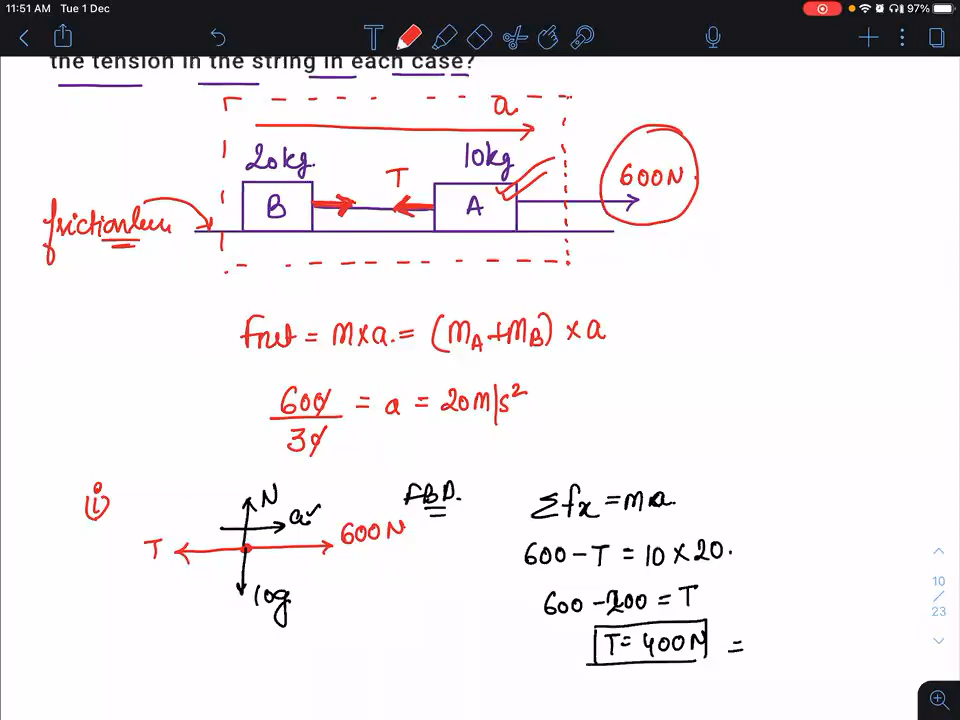 11:51 AM Tue 1 Dec
97%
the tension in the string in each case?
a
20kg.
10kg
T
600N
B
A
frictionless
Fnet = m×a. = (mA+mB) × a
600/30 = a = 20m/s²
(i)
N
FBD.
a
T
600N
10g
Σfx = ma.
600 - T = 10 × 20.
600 - 200 = T
T = 400N =
10
/
23